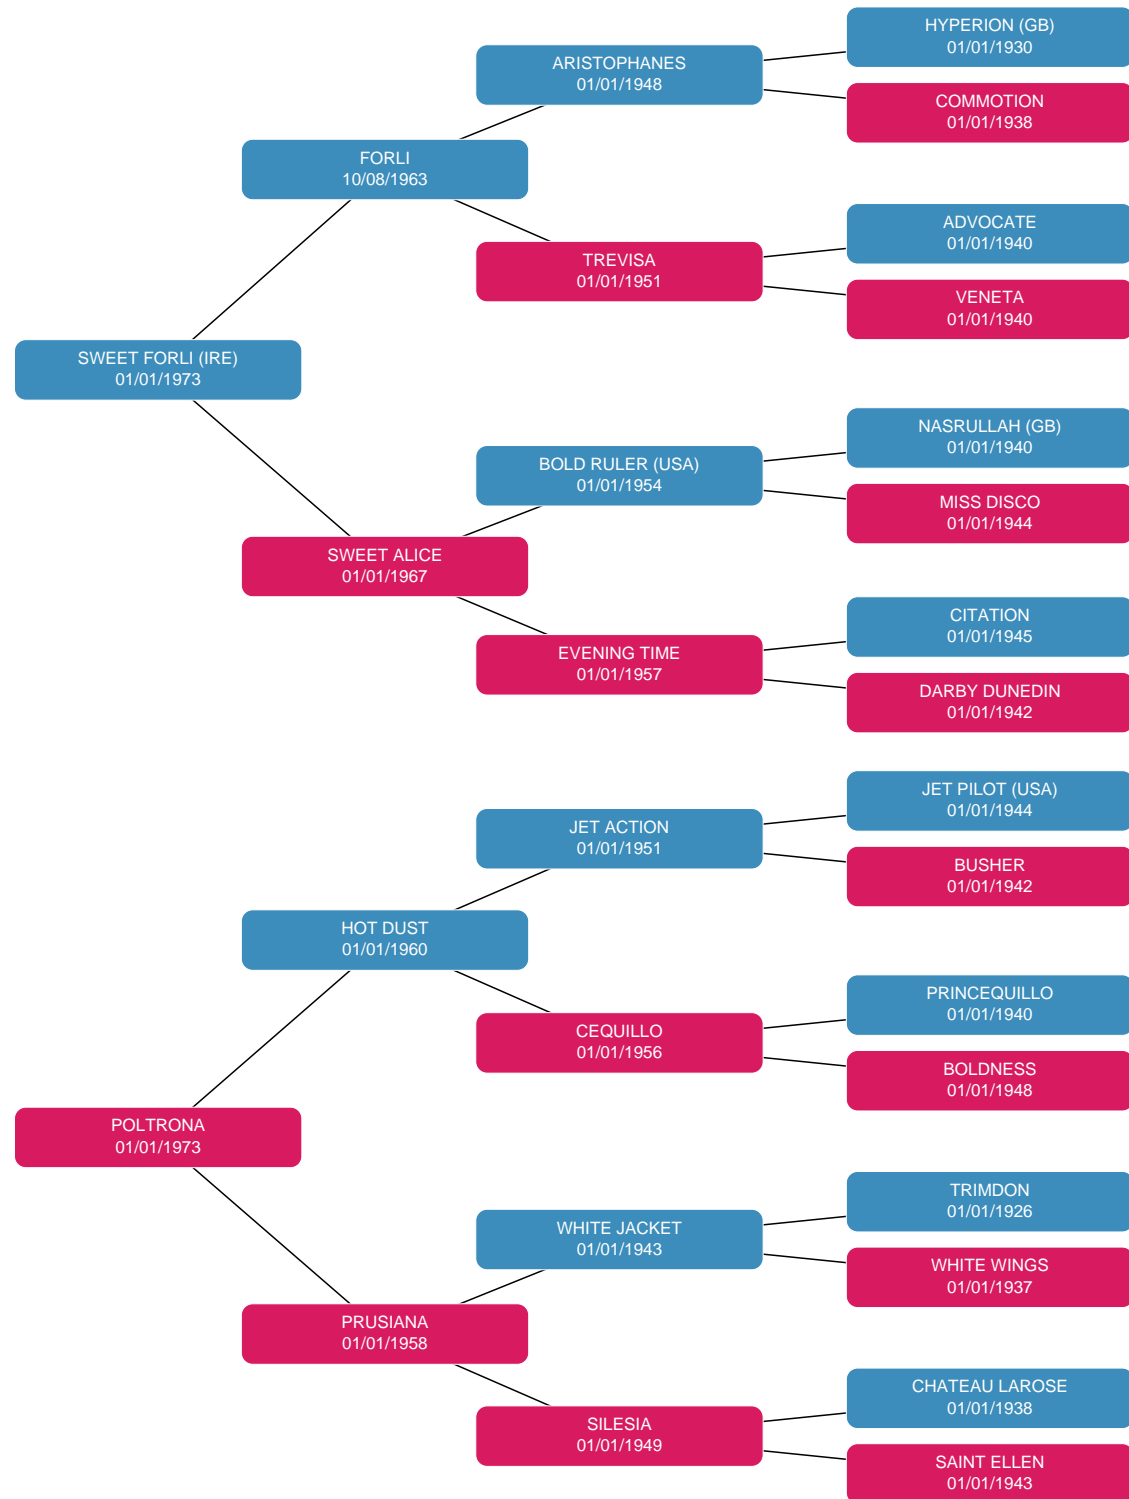 HYPERION (GB)
01/01/1930
ARISTOPHANES
01/01/1948
COMMOTION
01/01/1938
FORLI
10/08/1963
ADVOCATE
01/01/1940
TREVISA
01/01/1951
VENETA
01/01/1940
SWEET FORLI (IRE)
01/01/1973
NASRULLAH (GB)
01/01/1940
BOLD RULER (USA)
01/01/1954
MISS DISCO
01/01/1944
SWEET ALICE
01/01/1967
CITATION
01/01/1945
EVENING TIME
01/01/1957
DARBY DUNEDIN
01/01/1942
JET PILOT (USA)
01/01/1944
JET ACTION
01/01/1951
BUSHER
01/01/1942
HOT DUST
01/01/1960
PRINCEQUILLO
01/01/1940
CEQUILLO
01/01/1956
BOLDNESS
01/01/1948
POLTRONA
01/01/1973
TRIMDON
01/01/1926
WHITE JACKET
01/01/1943
WHITE WINGS
01/01/1937
PRUSIANA
01/01/1958
CHATEAU LAROSE
01/01/1938
SILESIA
01/01/1949
SAINT ELLEN
01/01/1943